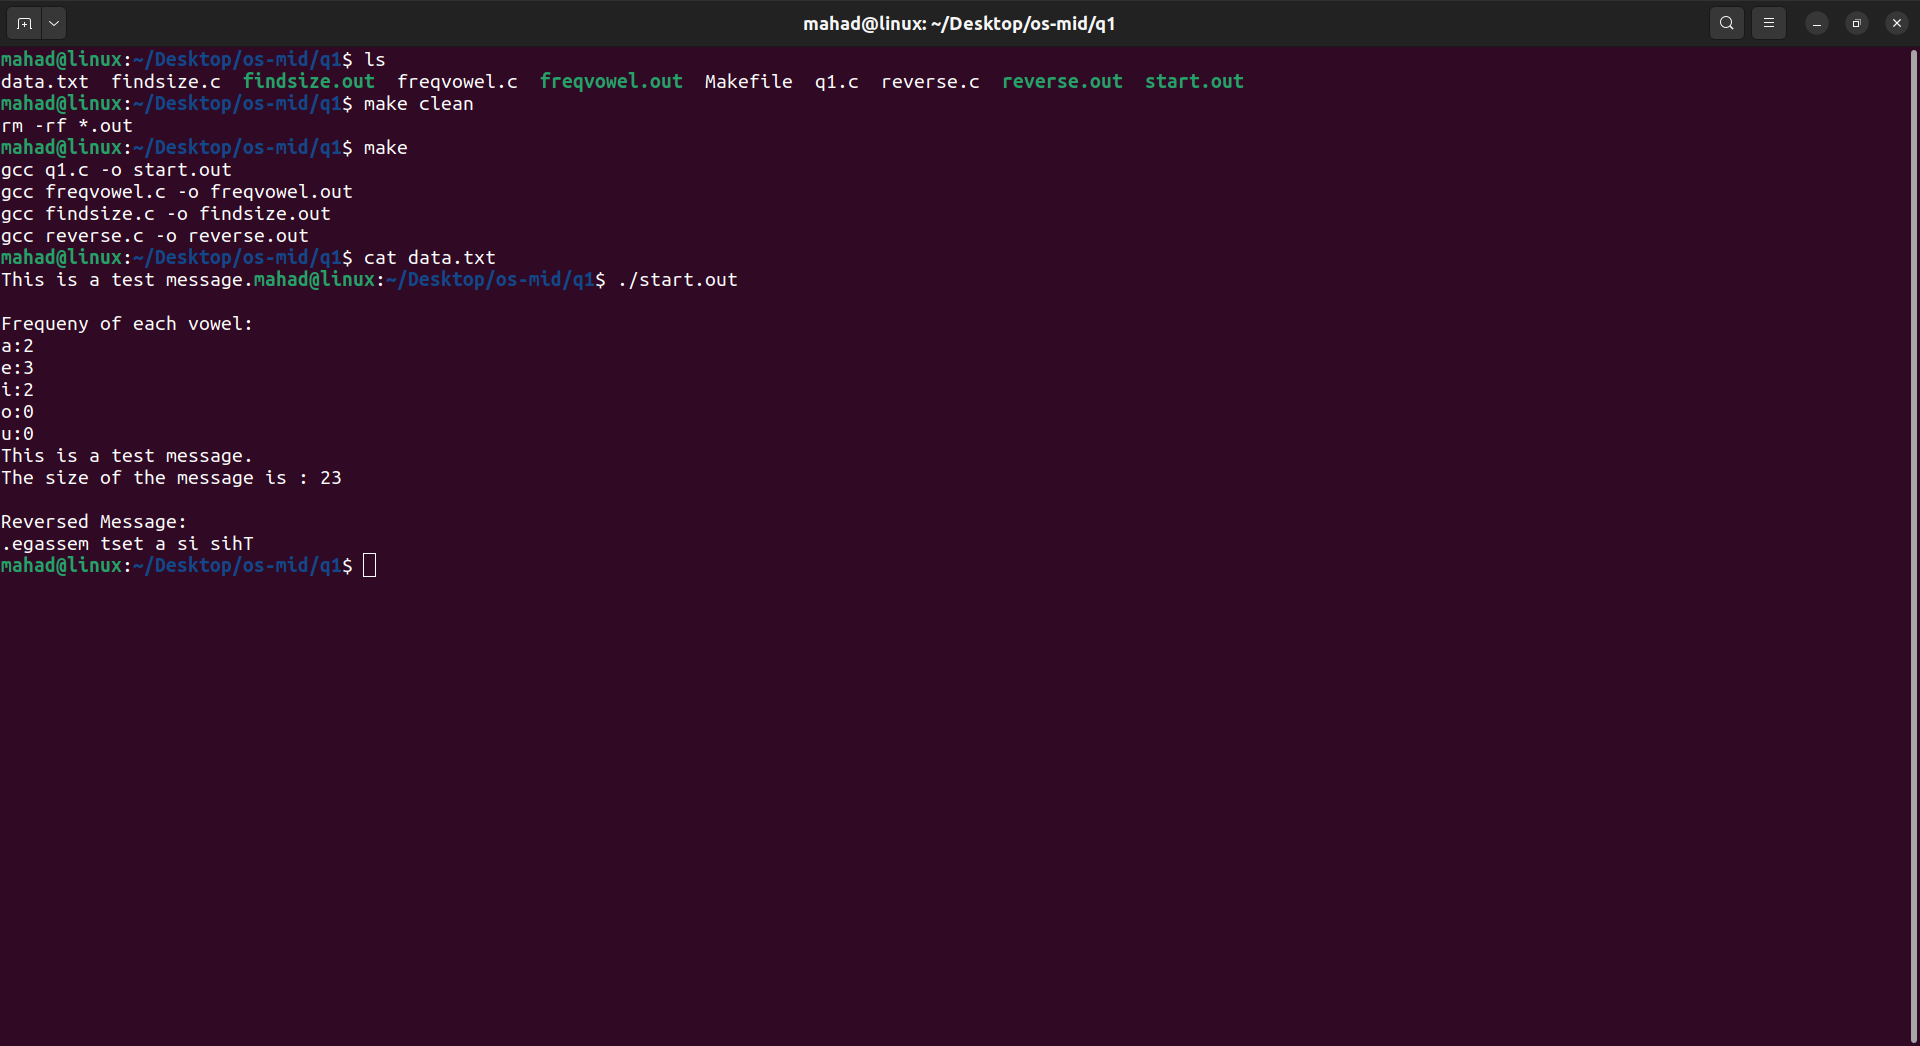 mahad@linux: ~/Desktop/os-mid/q1
mahad@linux:~/Desktop/os-mid/q1$ ls
data.txt  findsize.c  findsize.out  freqvowel.c  freqvowel.out  Makefile  q1.c  reverse.c  reverse.out  start.out
mahad@linux:~/Desktop/os-mid/q1$ make clean
rm -rf *.out
mahad@linux:~/Desktop/os-mid/q1$ make
gcc q1.c -o start.out
gcc freqvowel.c -o freqvowel.out
gcc findsize.c -o findsize.out
gcc reverse.c -o reverse.out
mahad@linux:~/Desktop/os-mid/q1$ cat data.txt
This is a test message.mahad@linux:~/Desktop/os-mid/q1$ ./start.out
Frequeny of each vowel:
a:2
e:3
i:2
o:0
u:0
This is a test message.
The size of the message is : 23
Reversed Message:
.egassem tset a si sihT
mahad@linux:~/Desktop/os-mid/q1$